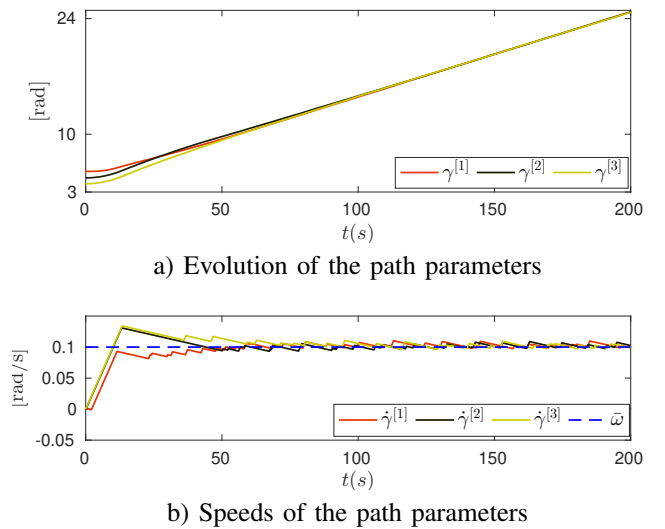 24
[rad]
10
3
γ^[1] γ^[2] γ^[3]
0 50 100 150 200
t(s)
a) Evolution of the path parameters
[rad/s]
0.1
0.05
0
-0.05
γ̇^[1] γ̇^[2] γ̇^[3] ω̄
0 50 100 150 200
t(s)
b) Speeds of the path parameters